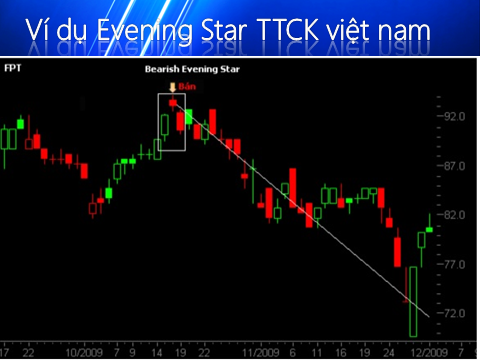 Ví dụ Evening Star TTCK việt nam
FPT
Bearish Evening Star
Bán
92.0
87.0
82.0
77.0
72.0
17 22 10/2009 7 9 14 19 22 27 11/2009 6 11 16 19 24 12/2009 7 9